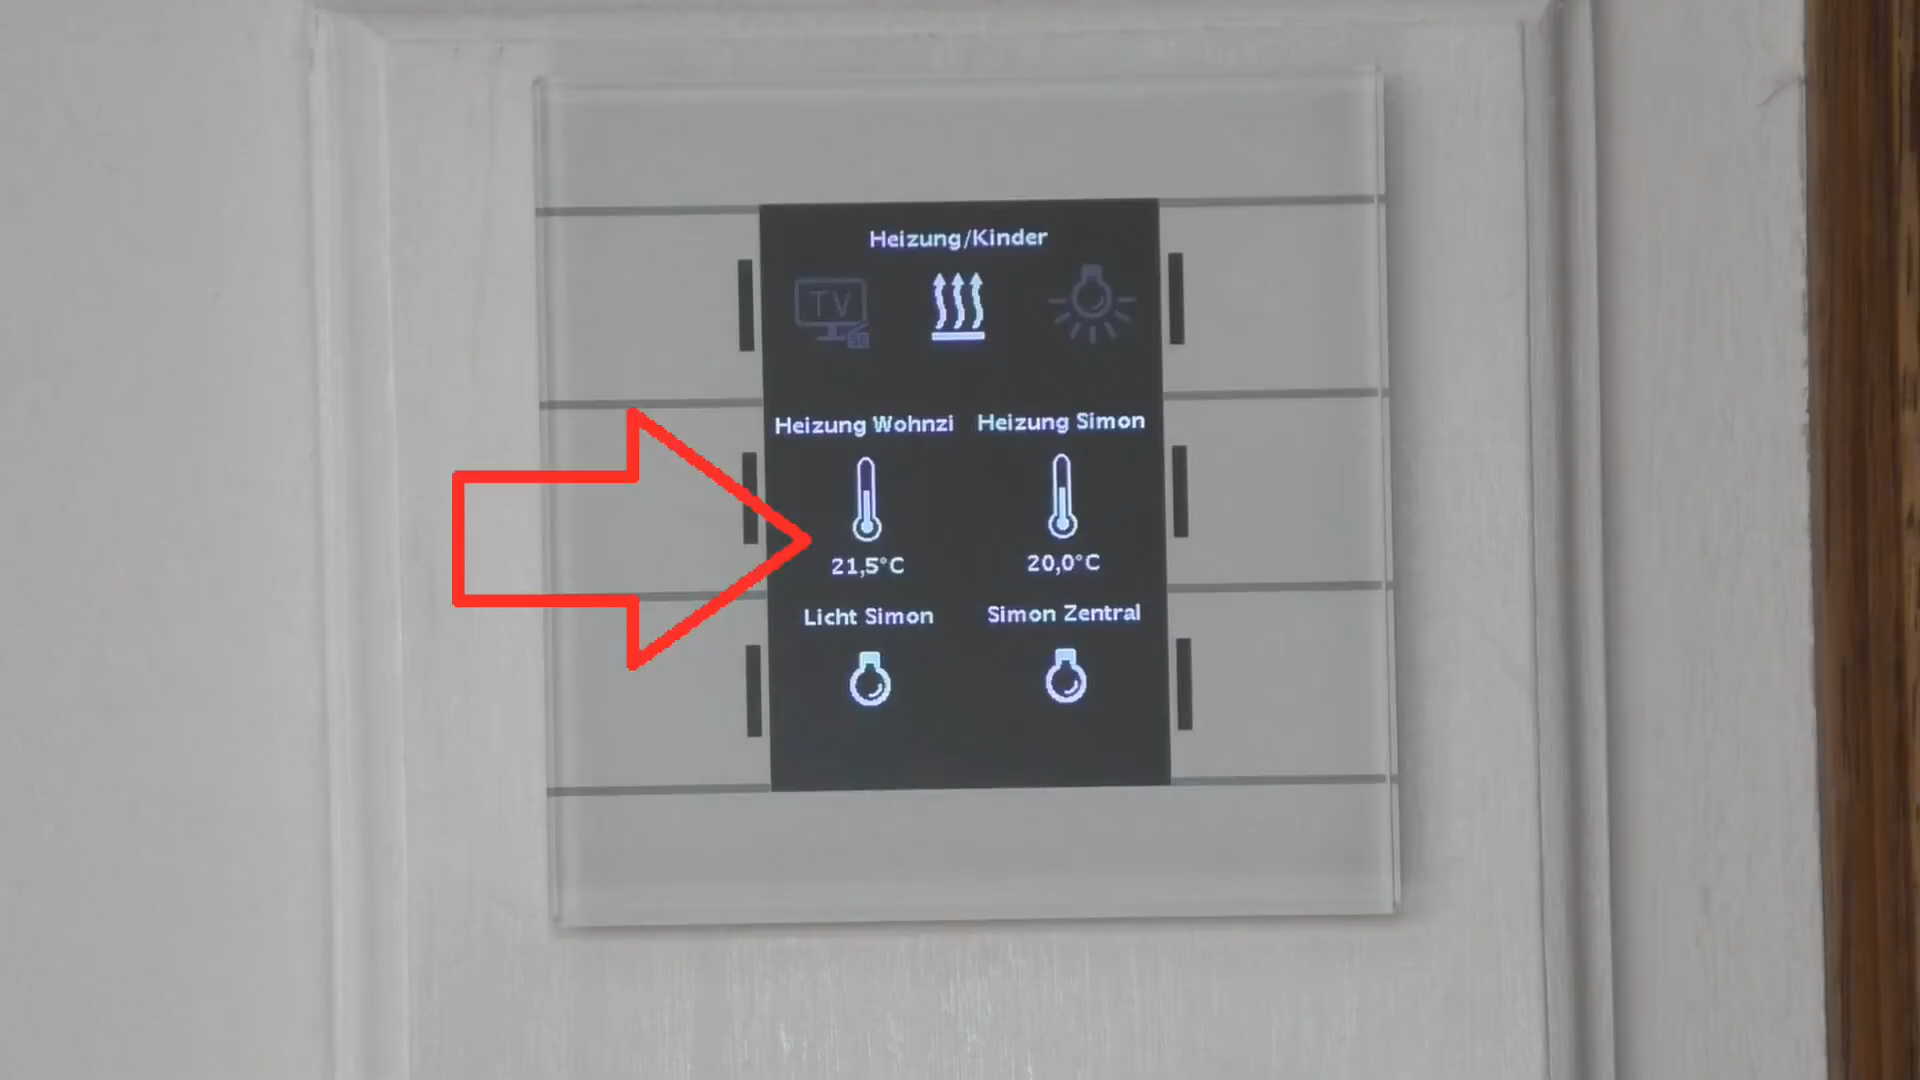 Heizung/Kinder
TV
Heizung Wohnzi
Heizung Simon
21,5°C
20,0°C
Licht Simon
Simon Zentral